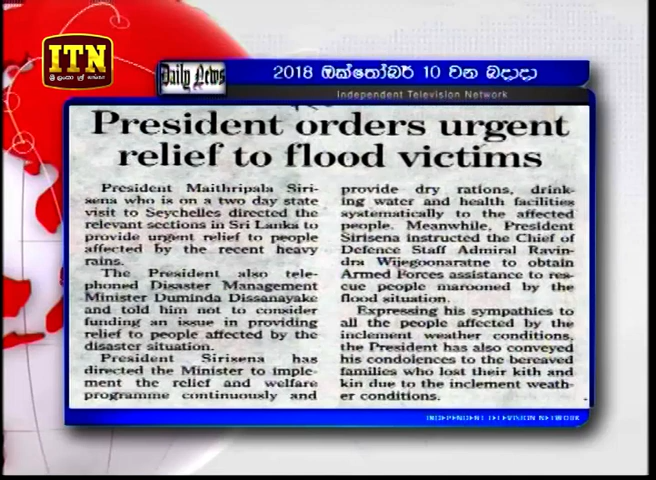 ITN
ශ්‍රී ලංකා
Daily News
2018 ඔක්තෝබර් 10 වන බදාදා
Independent Television Network
President orders urgent
relief to flood victims
President Maithripala Siri-
sena who is on a two day state
visit to Seychelles directed the
relevant sections in Sri Lanka to
provide urgent relief to people
affected by the recent heavy
rains.
The President also tele-
phoned Disaster Management
Minister Duminda Dissanayake
and told him not to consider
funding an issue in providing
relief to people affected by the
disaster situation.
President Sirisena has
directed the Minister to imple-
ment the relief and welfare
programme continuously and
provide dry rations, drink-
ing water and health facilities
systematically to the affected
people. Meanwhile, President
Sirisena instructed the Chief of
Defence Staff Admiral Ravin-
dra Wijegoonaratne to obtain
Armed Forces assistance to res-
cue people marooned by the
flood situation.
Expressing his sympathies to
all the people affected by the
inclement weather conditions,
the President has also conveyed
his condolences to the bereaved
families who lost their kith and
kin due to the inclement weath-
er conditions.
INDEPENDENT TELEVISION NETWORK